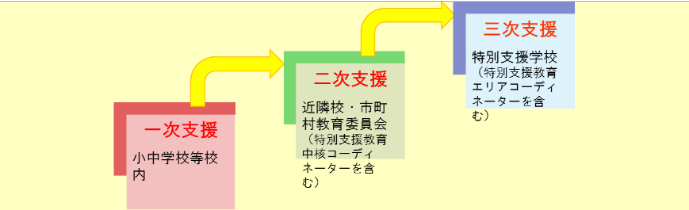 一次支援
小中学校等校
内
二次支援
近隣校・市町
村教育委員会
（特別支援教育
中核コーディ
ネーターを含
む）
三次支援
特別支援学校
（特別支援教育
エリアコーディ
ネーターを含
む）